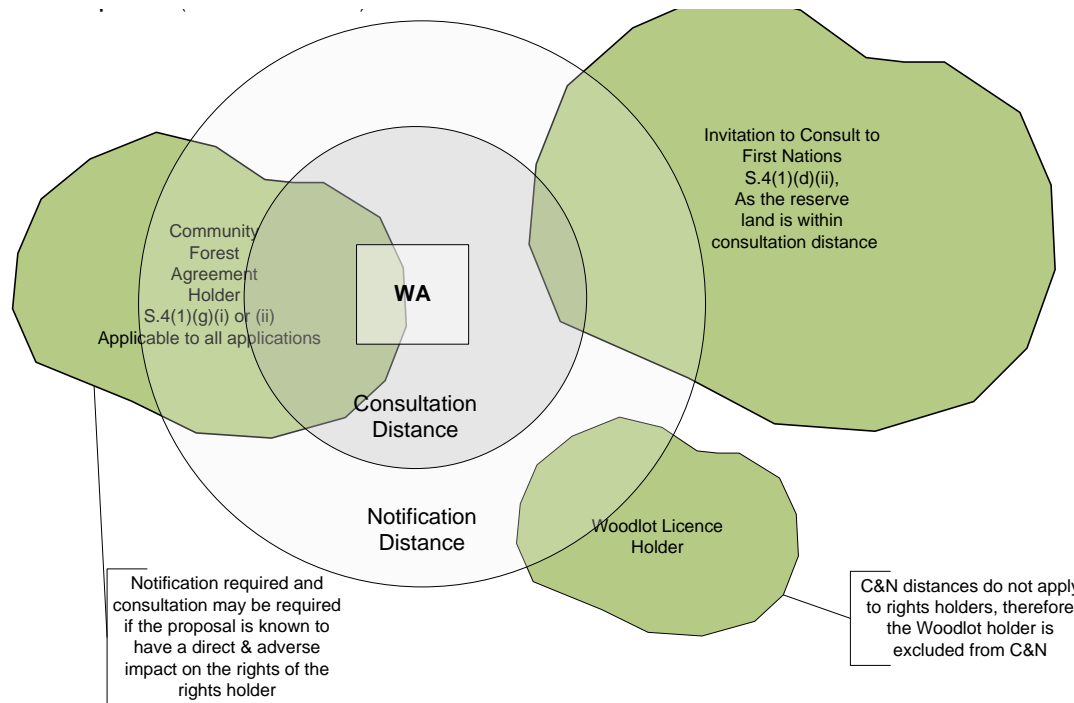 Invitation to Consult to
First Nations
S.4(1)(d)(ii),
As the reserve
land is within
consultation distance
Community
Forest
Agreement
Holder
S.4(1)(g)(i) or (ii)
Applicable to all applications
WA
Consultation
Distance
Notification
Distance
Woodlot Licence
Holder
Notification required and
consultation may be required
if the proposal is known to
have a direct & adverse
impact on the rights of the
rights holder
C&N distances do not apply
to rights holders, therefore
the Woodlot holder is
excluded from C&N